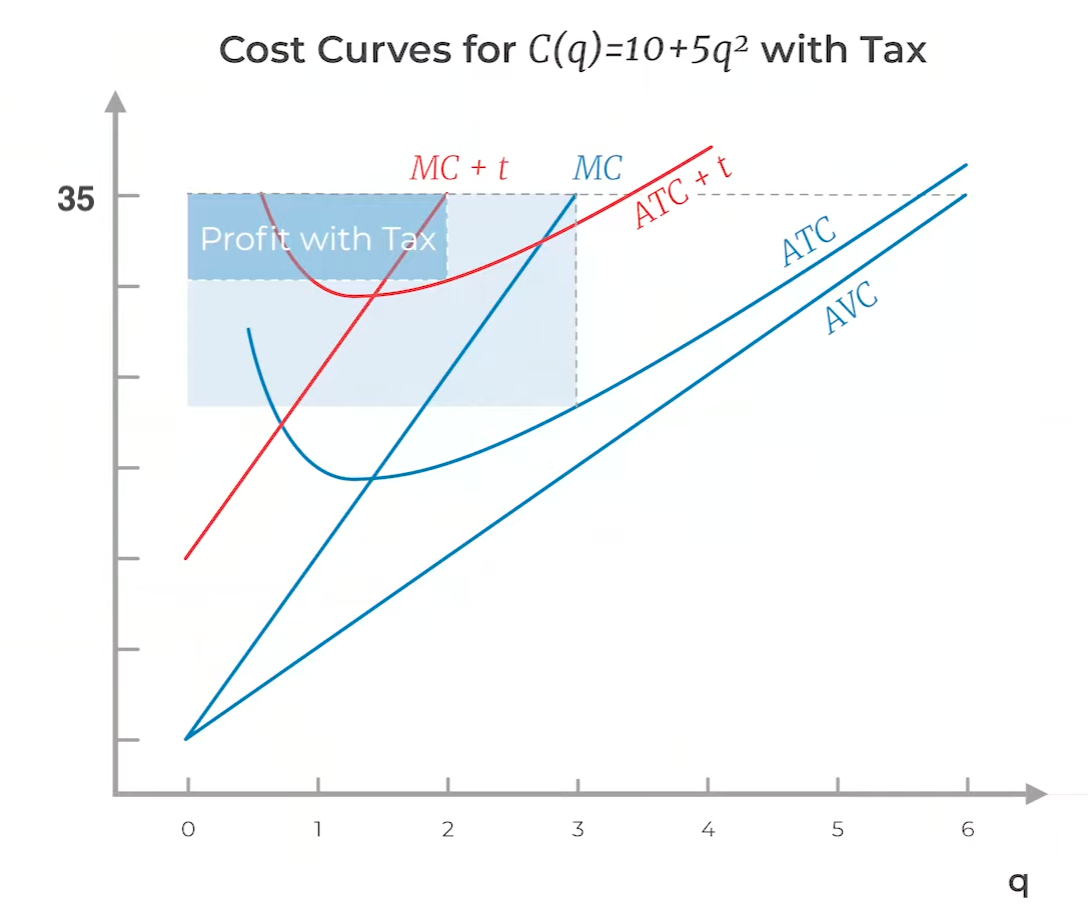 Cost Curves for C(q)=10+5q² with Tax
35
MC + t
MC
ATC + t
Profit with Tax
ATC
AVC
0 1 2 3 4 5 6
q